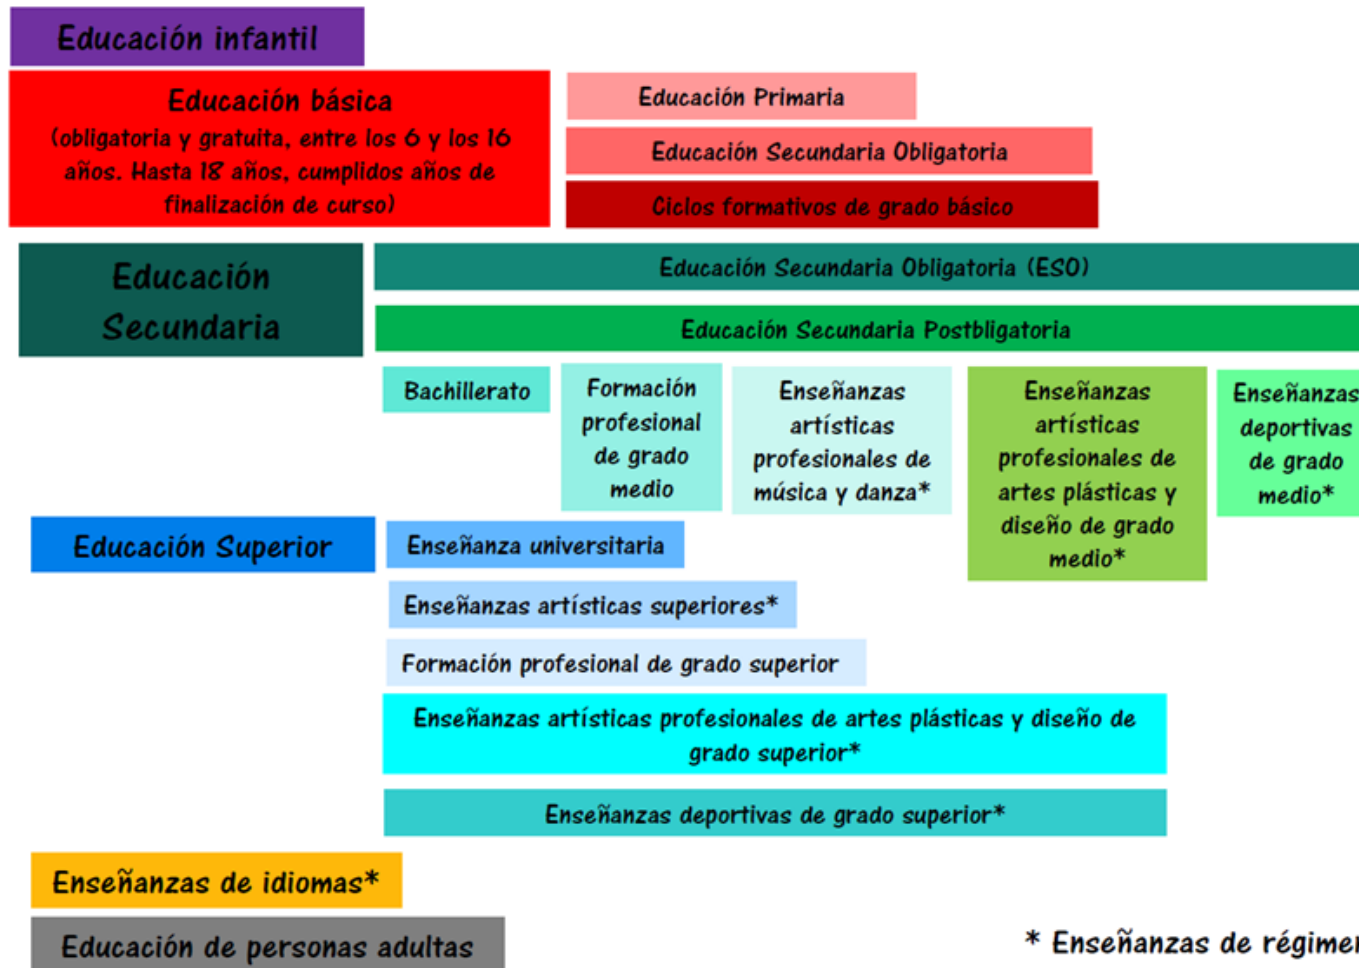 Educación infantil
Educación básica
(obligatoria y gratuita, entre los 6 y los 16
años. Hasta 18 años, cumplidos años de
finalización de curso)
Educación Primaria
Educación Secundaria Obligatoria
Ciclos formativos de grado básico
Educación
Secundaria
Educación Secundaria Obligatoria (ESO)
Educación Secundaria Postbligatoria
Bachillerato
Formación
profesional
de grado
medio
Enseñanzas
artísticas
profesionales de
música y danza*
Enseñanzas
artísticas
profesionales de
artes plásticas y
diseño de grado
medio*
Enseñanzas
deportivas
de grado
medio*
Educación Superior
Enseñanza universitaria
Enseñanzas artísticas superiores*
Formación profesional de grado superior
Enseñanzas artísticas profesionales de artes plásticas y diseño de
grado superior*
Enseñanzas deportivas de grado superior*
Enseñanzas de idiomas*
Educación de personas adultas
* Enseñanzas de régimen